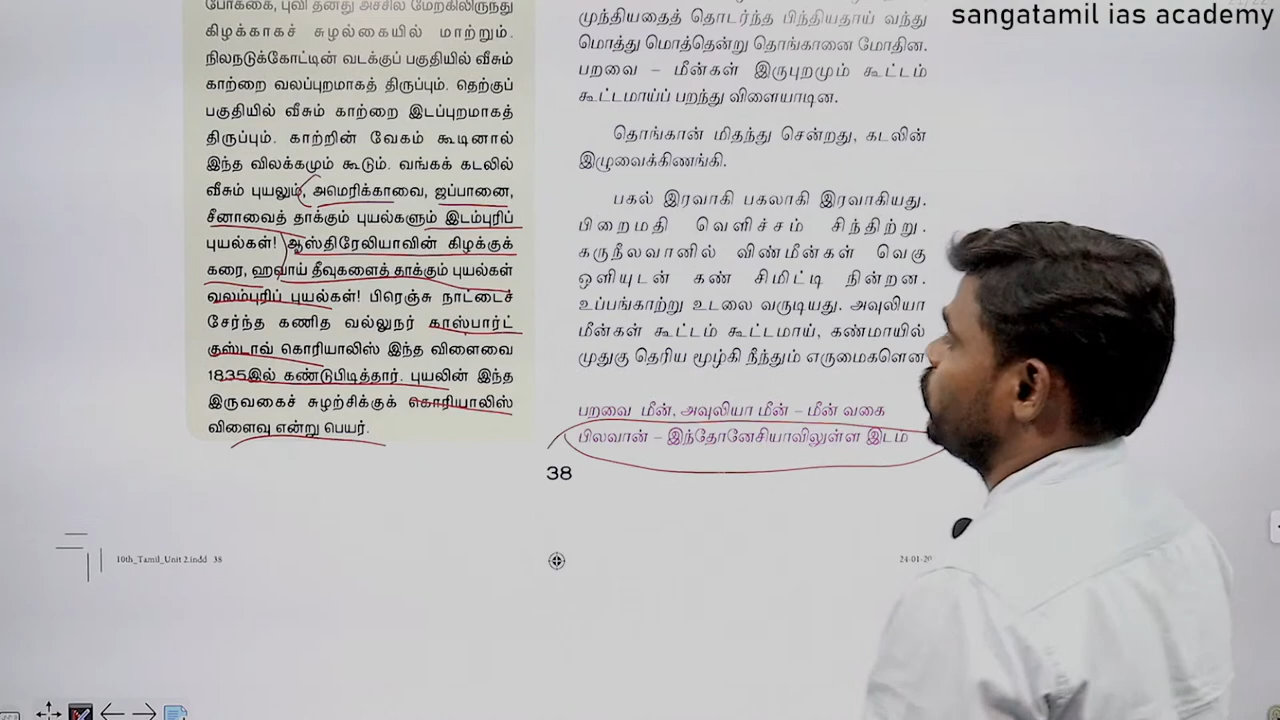 போக்கை, புவி தனது அச்சில் மேற்கிலிருந்து
கிழக்காகச் சுழல்கையில் மாற்றும்.
நிலநடுக்கோட்டின் வடக்குப் பகுதியில் வீசும்
காற்றை வலப்புறமாகத் திருப்பும். தெற்குப்
பகுதியில் வீசும் காற்றை இடப்புறமாகத்
திருப்பும். காற்றின் வேகம் கூடினால்
இந்த விலக்கமும் கூடும். வங்கக் கடலில்
வீசும் புயலும், அமெரிக்காவை, ஜப்பானை,
சீனாவைத் தாக்கும் புயல்களும் இடம்புரிப்
புயல்கள்! ஆஸ்திரேலியாவின் கிழக்குக்
கரை, ஹவாய் தீவுகளைத் தாக்கும் புயல்கள்
வலம்புரிப் புயல்கள்! பிரெஞ்சு நாட்டைச்
சேர்ந்த கணித வல்லுநர் காஸ்பார்ட்
குஸ்டாவ் கொரியாலிஸ் இந்த விளைவை
1835இல் கண்டுபிடித்தார். புயலின் இந்த
இருவகைச் சுழற்சிக்குக் கொரியாலிஸ்
விளைவு என்று பெயர்.
முந்தியதைத் தொடர்ந்த பிந்தியதாய் வந்து
மொத்து மொத்தென்று தொங்கானை மோதின.
பறவை – மீன்கள் இருபுறமும் கூட்டம்
கூட்டமாய்ப் பறந்து விளையாடின.
தொங்கான் மிதந்து சென்றது, கடலின்
இழுவைக்கிணங்கி.
பகல் இரவாகி பகலாகி இரவாகியது.
பிறைமதி வெளிச்சம் சிந்திற்று.
கருநீலவானில் விண்மீன்கள் வெகு
ஒளியுடன் கண் சிமிட்டி நின்றன.
உப்பங்காற்று உடலை வருடியது. அவுலியா
மீன்கள் கூட்டம் கூட்டமாய், கண்மாயில்
முதுகு தெரிய மூழ்கி நீந்தும் எருமைகளென
பறவை மீன், அவுலியா மீன் – மீன் வகை
பிலவான் – இந்தோனேசியாவிலுள்ள இடம்
38
10th_Tamil_Unit 2.indd 38
24-01-20
sangatamil ias academy